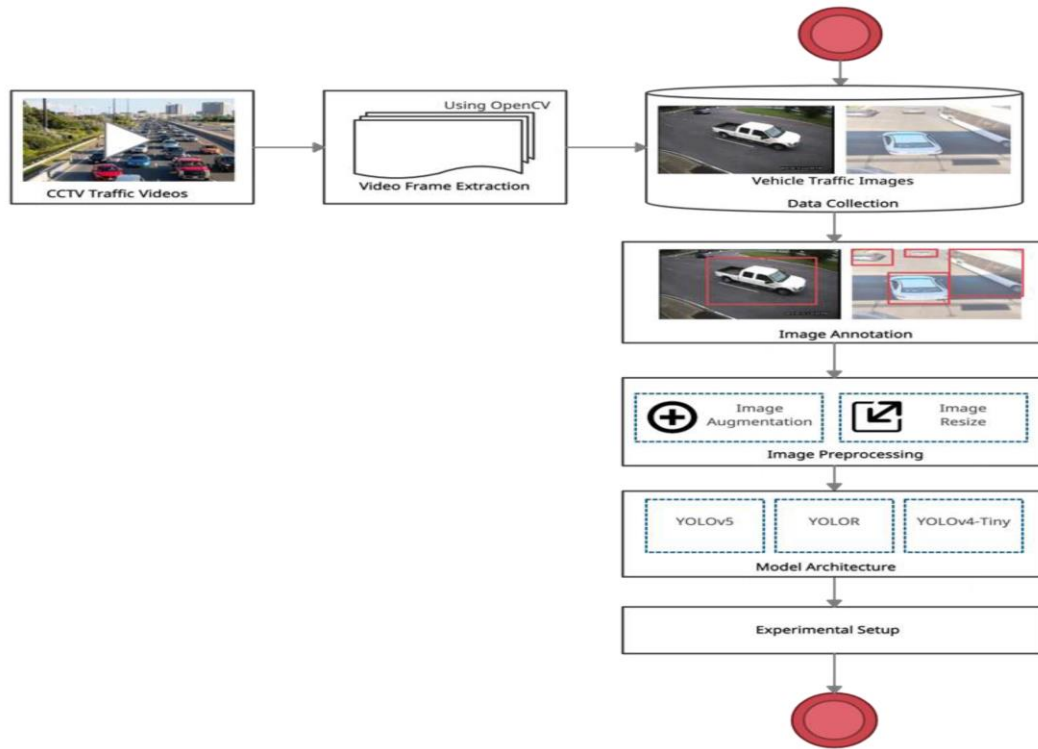 CCTV Traffic Videos
Using OpenCV
Video Frame Extraction
Vehicle Traffic Images
Data Collection
Image Annotation
Image
Augmentation
Image
Resize
Image Preprocessing
YOLOv5
YOLOR
YOLOv4-Tiny
Model Architecture
Experimental Setup